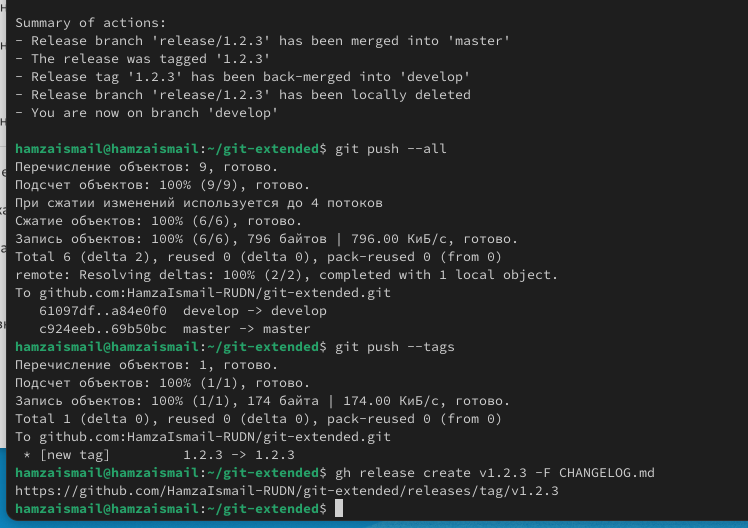 Summary of actions:
- Release branch 'release/1.2.3' has been merged into 'master'
- The release was tagged '1.2.3'
- Release tag '1.2.3' has been back-merged into 'develop'
- Release branch 'release/1.2.3' has been locally deleted
- You are now on branch 'develop'

hamzaismail@hamzaismail:~/git-extended$ git push --all
Перечисление объектов: 9, готово.
Подсчет объектов: 100% (9/9), готово.
При сжатии изменений используется до 4 потоков
Сжатие объектов: 100% (6/6), готово.
Запись объектов: 100% (6/6), 796 байтов | 796.00 КиБ/с, готово.
Total 6 (delta 2), reused 0 (delta 0), pack-reused 0 (from 0)
remote: Resolving deltas: 100% (2/2), completed with 1 local object.
To github.com:HamzaIsmail-RUDN/git-extended.git
   61097df..a84e0f0  develop -> develop
   c924eeb..69b50bc  master -> master
hamzaismail@hamzaismail:~/git-extended$ git push --tags
Перечисление объектов: 1, готово.
Подсчет объектов: 100% (1/1), готово.
Запись объектов: 100% (1/1), 174 байта | 174.00 КиБ/с, готово.
Total 1 (delta 0), reused 0 (delta 0), pack-reused 0 (from 0)
To github.com:HamzaIsmail-RUDN/git-extended.git
 * [new tag]         1.2.3 -> 1.2.3
hamzaismail@hamzaismail:~/git-extended$ gh release create v1.2.3 -F CHANGELOG.md
https://github.com/HamzaIsmail-RUDN/git-extended/releases/tag/v1.2.3
hamzaismail@hamzaismail:~/git-extended$